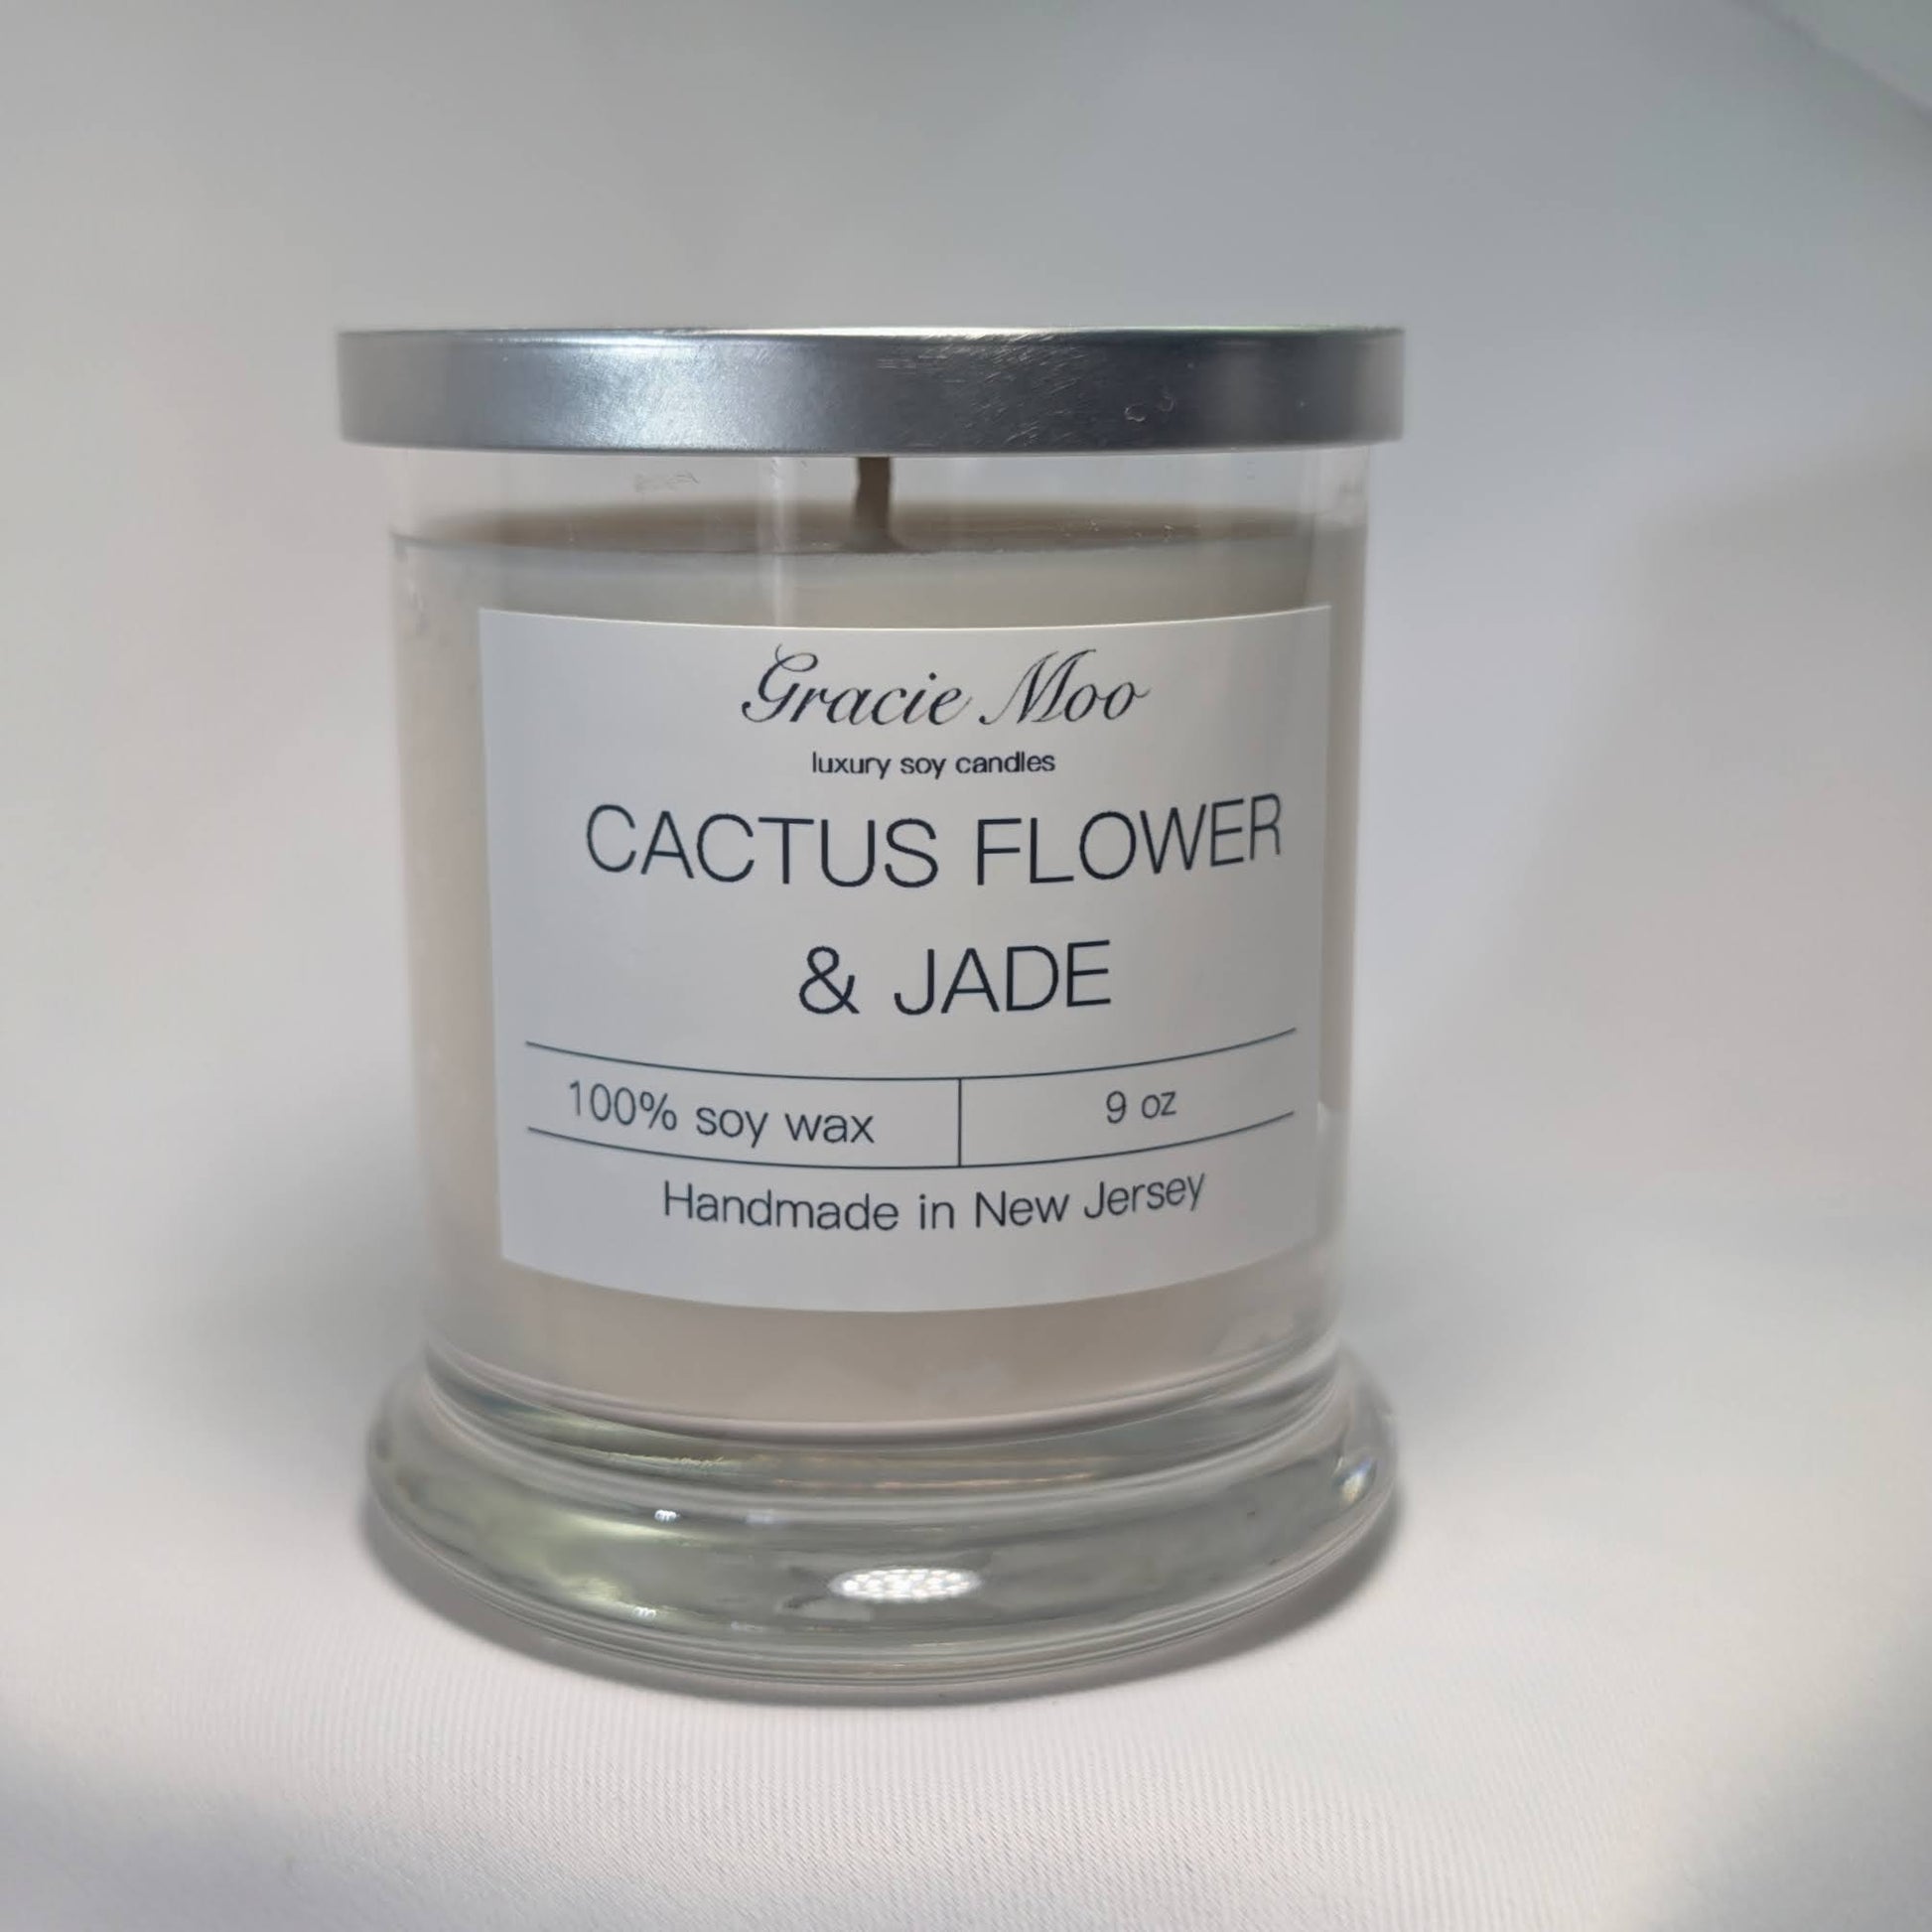 Gracie Moo
luxury soy candles
CACTUS FLOWER
& JADE
100% soy wax
9 oz
Handmade in New Jersey